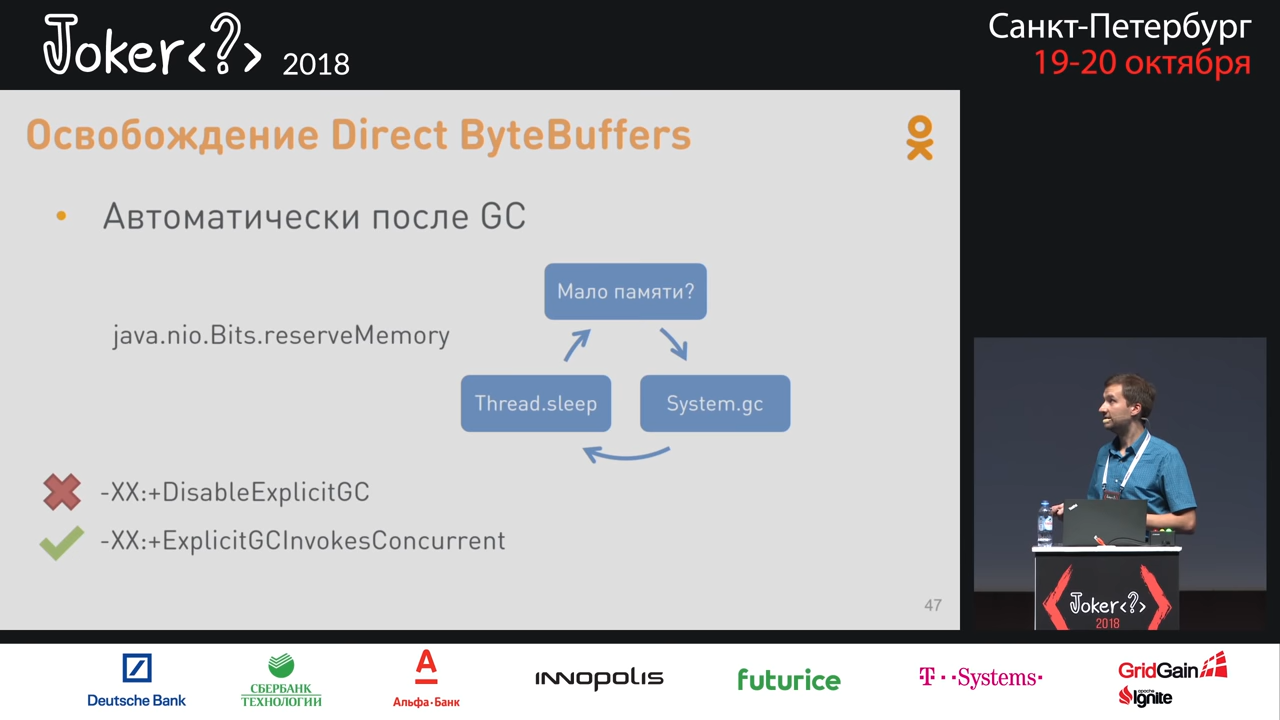 Joker<?> 2018
Санкт-Петербург
19-20 октября
Освобождение Direct ByteBuffers
• Автоматически после GC
Мало памяти?
java.nio.Bits.reserveMemory
Thread.sleep
System.gc
-XX:+DisableExplicitGC
-XX:+ExplicitGCInvokesConcurrent
47
Joker<?>
2018
Deutsche Bank
СБЕРБАНК
ТЕХНОЛОГИИ
Альфа·Банк
INNOPOLIS
futurice
T··Systems·
GridGain
apache
Ignite